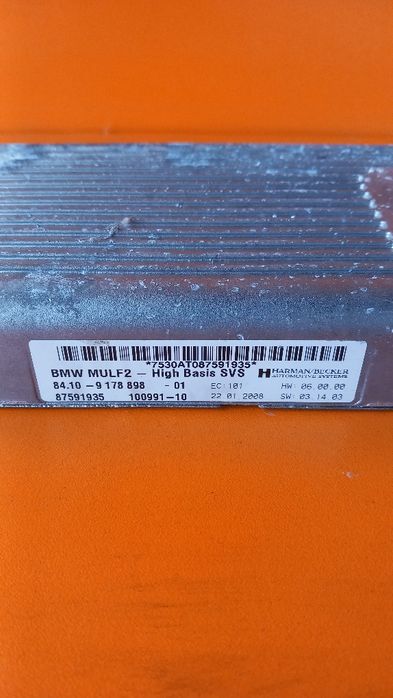 *7530AT087591935*
BMW MULF2 – High Basis SVS HARMAN/BECKER
AUTOMOTIVE SYSTEMS
84.10 –9 178 898 – 01 EC: 101 HW: 06.00.00
87591935 100991–10 22 01 2008 SW: 03 14 03